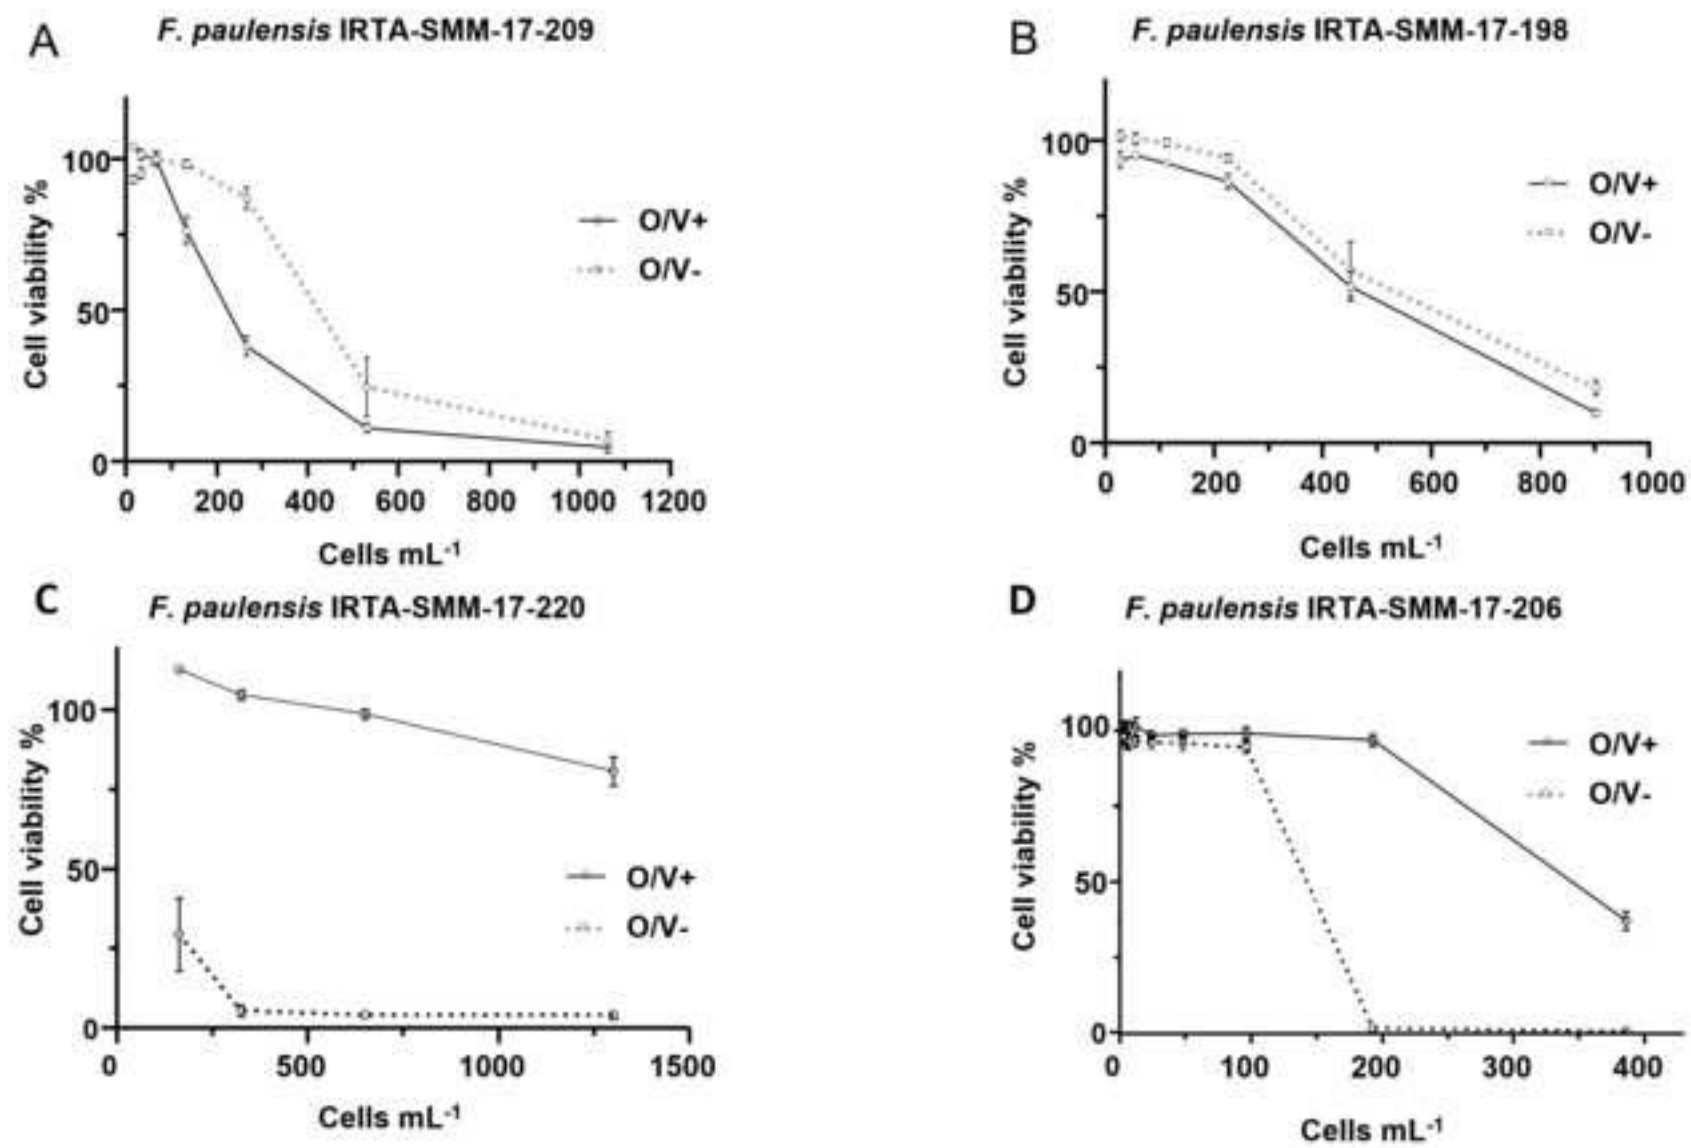 A
F. paulensis IRTA-SMM-17-209
Cell viability %
100
50
0
0 200 400 600 800 1000 1200
Cells mL-1
O/V+
O/V-
B
F. paulensis IRTA-SMM-17-198
Cell viability %
100
50
0
0 200 400 600 800 1000
Cells mL-1
O/V+
O/V-
C
F. paulensis IRTA-SMM-17-220
Cell viability %
100
50
0
0 500 1000 1500
Cells mL-1
O/V+
O/V-
D
F. paulensis IRTA-SMM-17-206
Cell viability %
100
50
0
0 100 200 300 400
Cells mL-1
O/V+
O/V-